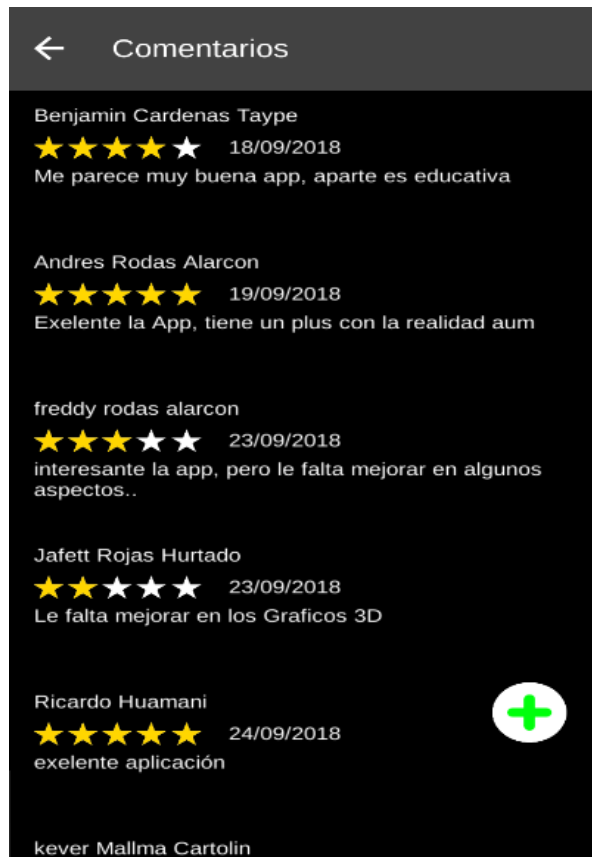 Comentarios
Benjamin Cardenas Taype
18/09/2018
Me parece muy buena app, aparte es educativa
Andres Rodas Alarcon
19/09/2018
Exelente la App, tiene un plus con la realidad aum
freddy rodas alarcon
23/09/2018
interesante la app, pero le falta mejorar en algunos
aspectos..
Jafett Rojas Hurtado
23/09/2018
Le falta mejorar en los Graficos 3D
Ricardo Huamani
24/09/2018
exelente aplicación
kever Mallma Cartolin